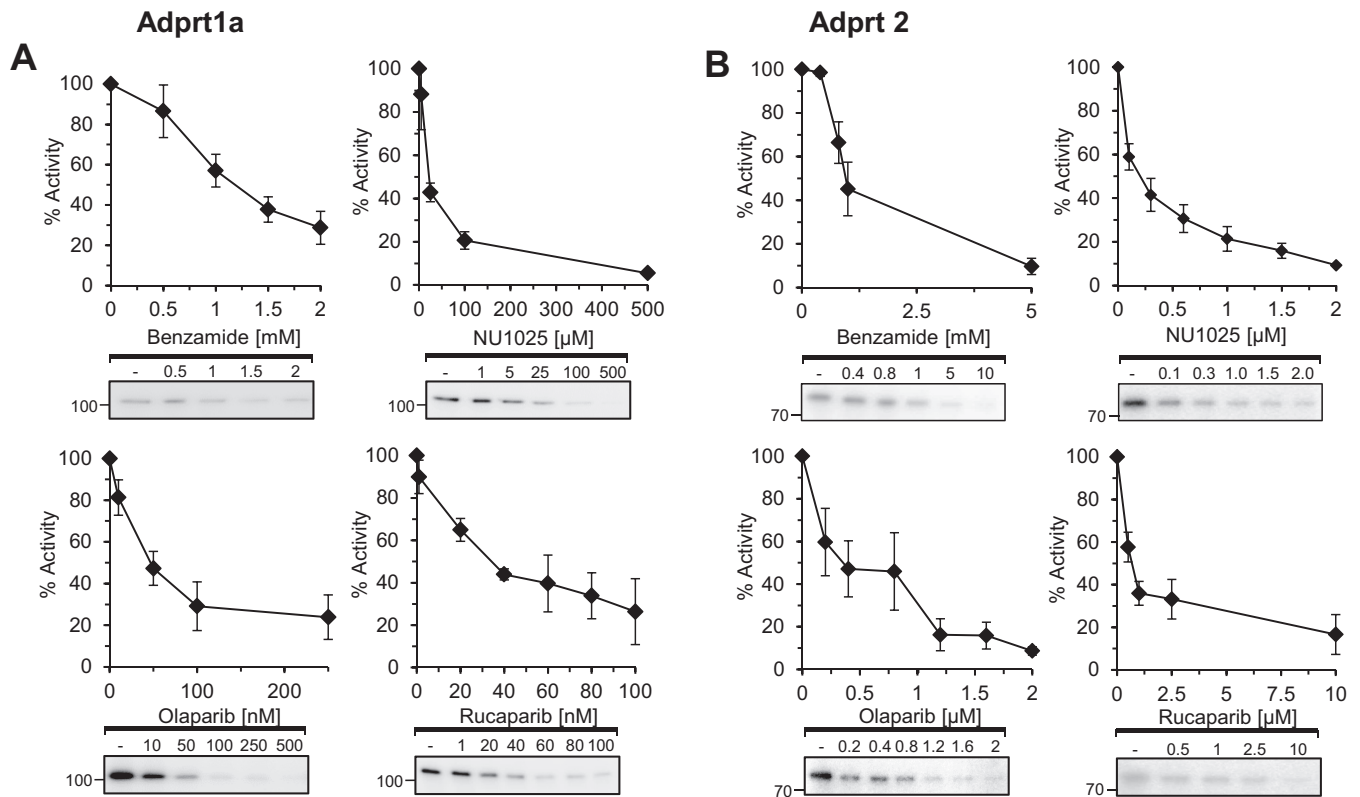 Adprt1a
Adprt 2
A
B
% Activity
100
80
60
40
20
0
0 0.5 1 1.5 2
Benzamide [mM]
- 0.5 1 1.5 2
100
% Activity
100
80
60
40
20
0
0 100 200 300 400 500
NU1025 [µM]
- 1 5 25 100 500
100
% Activity
100
80
60
40
20
0
0 2.5 5
Benzamide [mM]
- 0.4 0.8 1 5 10
70
% Activity
100
80
60
40
20
0
0 0.5 1 1.5 2
NU1025 [µM]
- 0.1 0.3 1.0 1.5 2.0
70
% Activity
100
80
60
40
20
0
0 100 200
Olaparib [nM]
- 10 50 100 250 500
100
% Activity
100
80
60
40
20
0
0 20 40 60 80 100
Rucaparib [nM]
- 1 20 40 60 80 100
100
% Activity
100
80
60
40
20
0
0 0.5 1 1.5 2
Olaparib [µM]
- 0.2 0.4 0.8 1.2 1.6 2
70
% Activity
100
80
60
40
20
0
0 2.5 5 7.5 10
Rucaparib [µM]
- 0.5 1 2.5 10
70